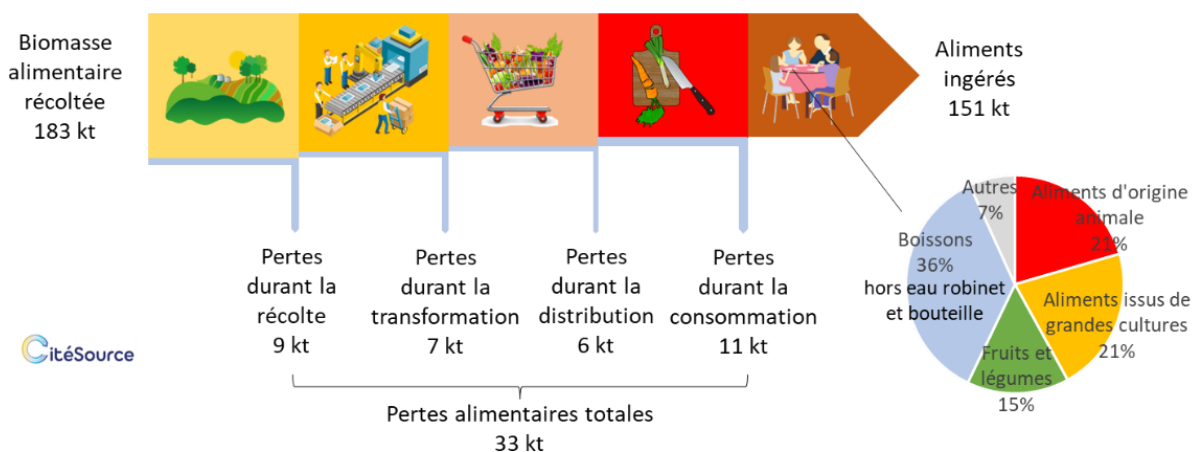 Biomasse
alimentaire
récoltée
183 kt
Aliments
ingérés
151 kt
Pertes
durant la
récolte
9 kt
Pertes
durant la
transformation
7 kt
Pertes
durant la
distribution
6 kt
Pertes
durant la
consommation
11 kt
Pertes alimentaires totales
33 kt
Autres
7%
Aliments d'origine
animale
21%
Boissons
36%
hors eau robinet
et bouteille
Aliments issus de
grandes cultures
21%
Fruits et
légumes
15%
CitéSource